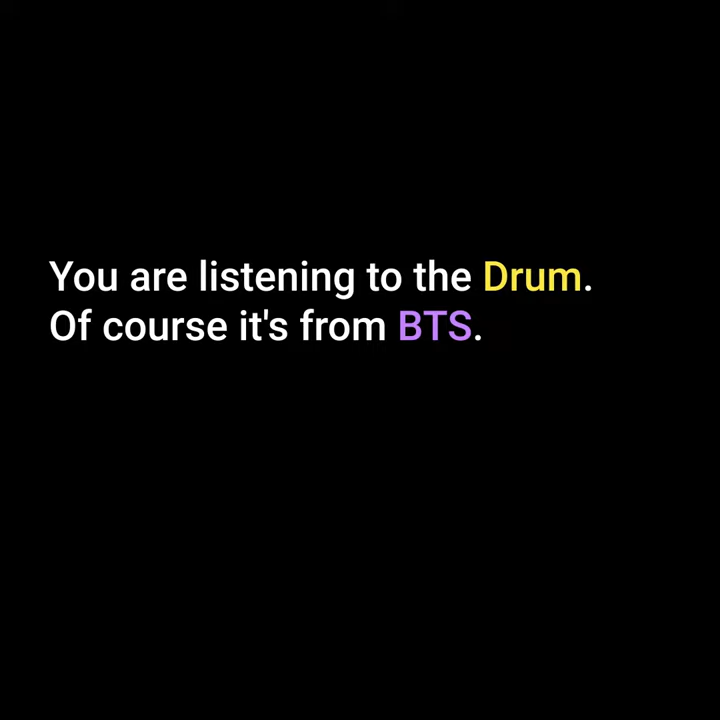 You are listening to the Drum.
Of course it's from BTS.